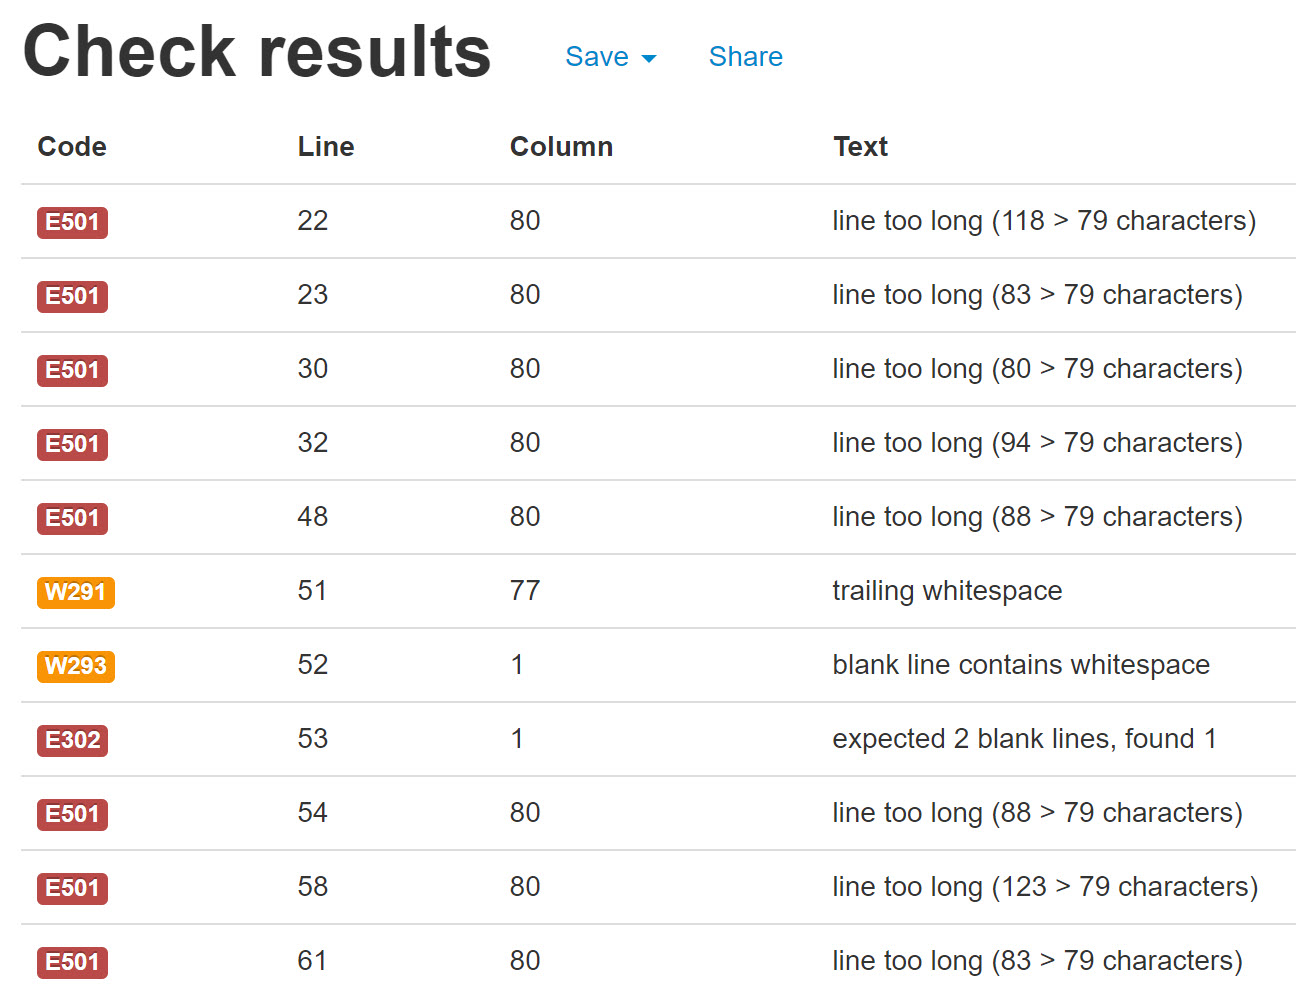 Check results Save Share
Code Line Column Text
E501 22 80 line too long (118 > 79 characters)
E501 23 80 line too long (83 > 79 characters)
E501 30 80 line too long (80 > 79 characters)
E501 32 80 line too long (94 > 79 characters)
E501 48 80 line too long (88 > 79 characters)
W291 51 77 trailing whitespace
W293 52 1 blank line contains whitespace
E302 53 1 expected 2 blank lines, found 1
E501 54 80 line too long (88 > 79 characters)
E501 58 80 line too long (123 > 79 characters)
E501 61 80 line too long (83 > 79 characters)